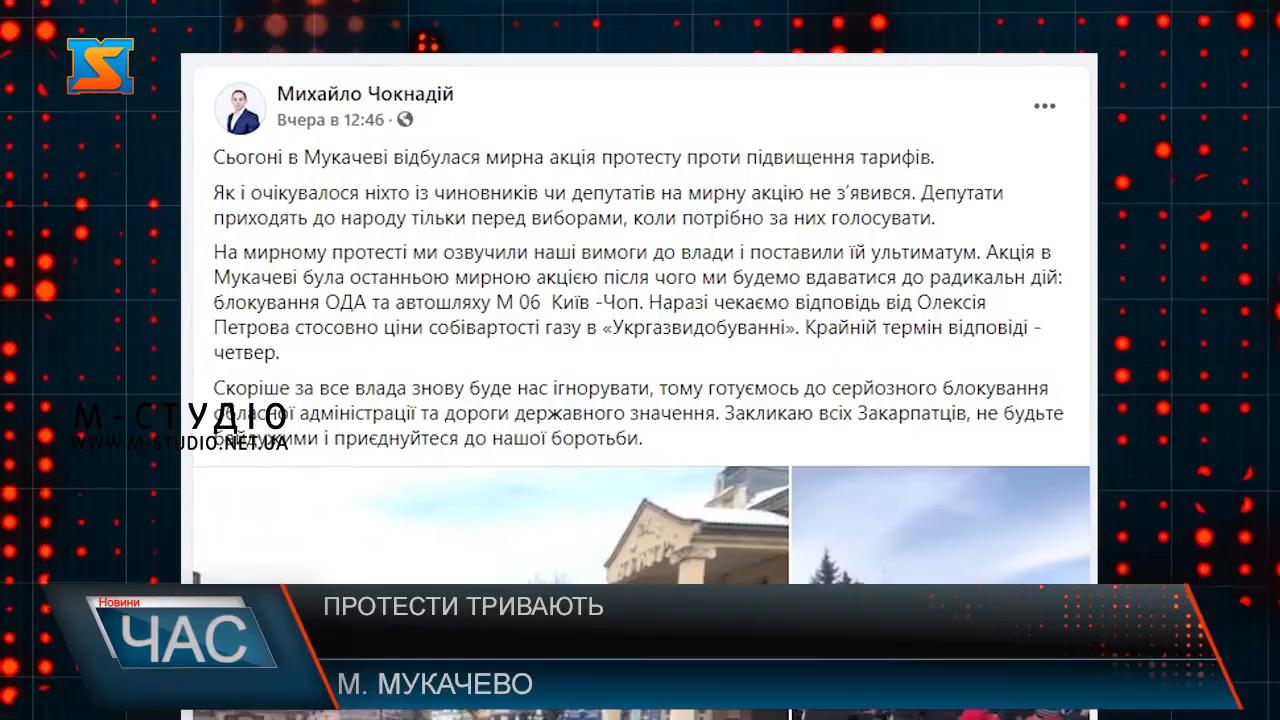 Михайло Чокнадій
Вчера в 12:46 ·
Сьогоні в Мукачеві відбулася мирна акція протесту проти підвищення тарифів.
Як і очікувалося ніхто із чиновників чи депутатів на мирну акцію не з’явився. Депутати
приходять до народу тільки перед виборами, коли потрібно за них голосувати.
На мирному протесті ми озвучили наші вимоги до влади і поставили їй ультиматум. Акція в
Мукачеві була останньою мирною акцією після чого ми будемо вдаватися до радикальн дій:
блокування ОДА та автошляху М 06 Київ -Чоп. Наразі чекаємо відповідь від Олексія
Петрова стосовно ціни собівартості газу в «Укргазвидобуванні». Крайній термін відповіді -
четвер.
Скоріше за все влада знову буде нас ігнорувати, тому готуємось до серйозного блокування
обласної адміністрації та дороги державного значення. Закликаю всіх Закарпатців, не будьте
байдужими і приєднуйтеся до нашої боротьби.
М-СТУДІО
WWW.M-STUDIO.NET.UA
Новини
ЧАС
ПРОТЕСТИ ТРИВАЮТЬ
М. МУКАЧЕВО